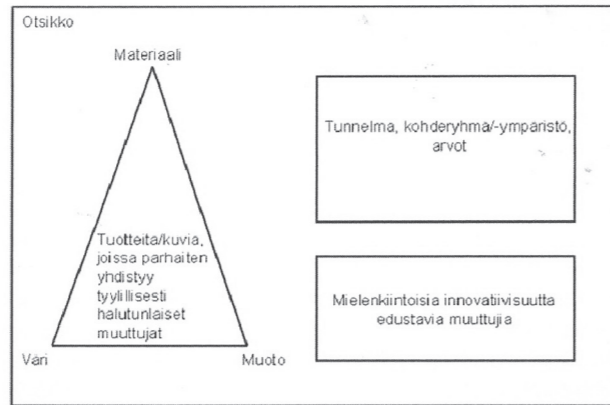 Otsikko
Materiaali
Tunnelma, kohderyhmä/-ympäristö,
arvot
Tuotteita/kuvia,
joissa parhaiten
yhdistyy
tyylillisesti
halutunlaiset
muuttujat
Mielenkiintoisia innovatiivisuutta
edustavia muuttujia
Väri
Muoto